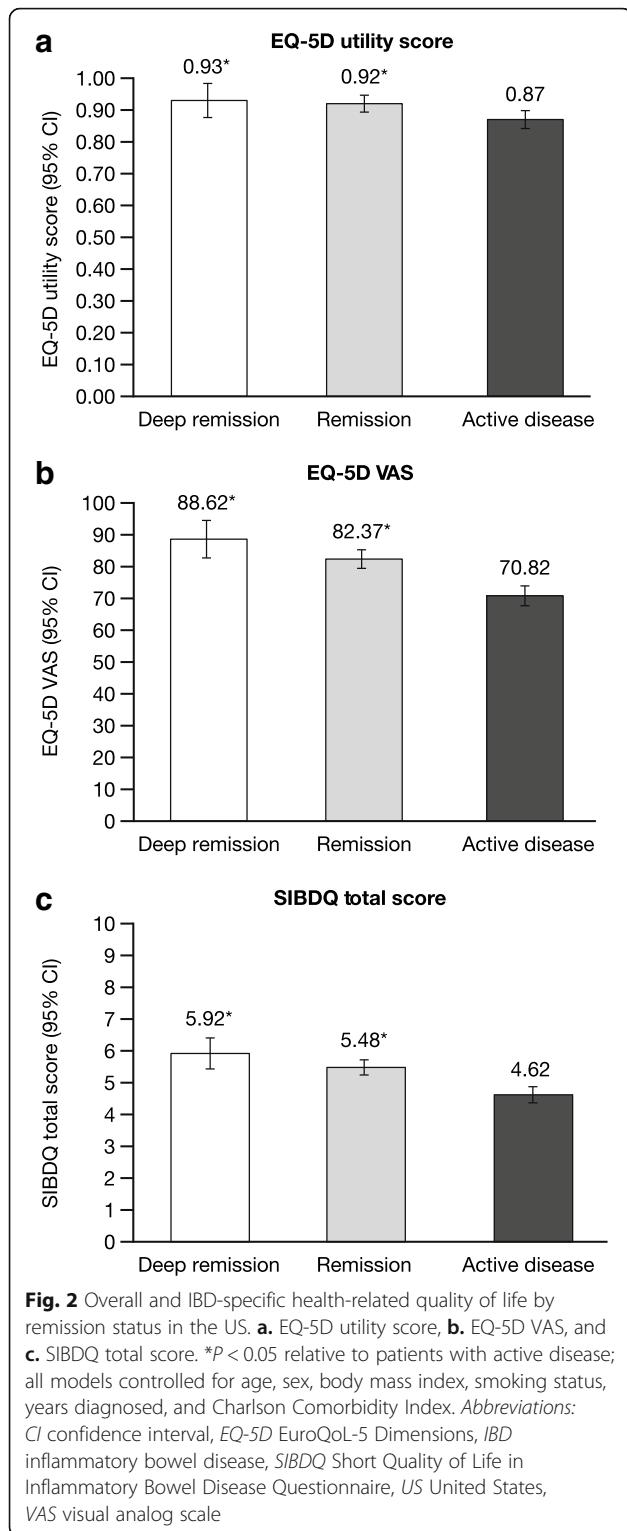 a
EQ-5D utility score
EQ-5D utility score (95% CI)
1.00
0.90
0.80
0.70
0.60
0.50
0.40
0.30
0.20
0.10
0.00
0.93*
0.92*
0.87
Deep remission Remission Active disease
b
EQ-5D VAS
EQ-5D VAS (95% CI)
100
90
80
70
60
50
40
30
20
10
0
88.62*
82.37*
70.82
Deep remission Remission Active disease
c
SIBDQ total score
SIBDQ total score (95% CI)
10
9
8
7
6
5
4
3
2
1
0
5.92*
5.48*
4.62
Deep remission Remission Active disease
Fig. 2 Overall and IBD-specific health-related quality of life by
remission status in the US. a. EQ-5D utility score, b. EQ-5D VAS, and
c. SIBDQ total score. *P < 0.05 relative to patients with active disease;
all models controlled for age, sex, body mass index, smoking status,
years diagnosed, and Charlson Comorbidity Index. Abbreviations:
CI confidence interval, EQ-5D EuroQoL-5 Dimensions, IBD
inflammatory bowel disease, SIBDQ Short Quality of Life in
Inflammatory Bowel Disease Questionnaire, US United States,
VAS visual analog scale